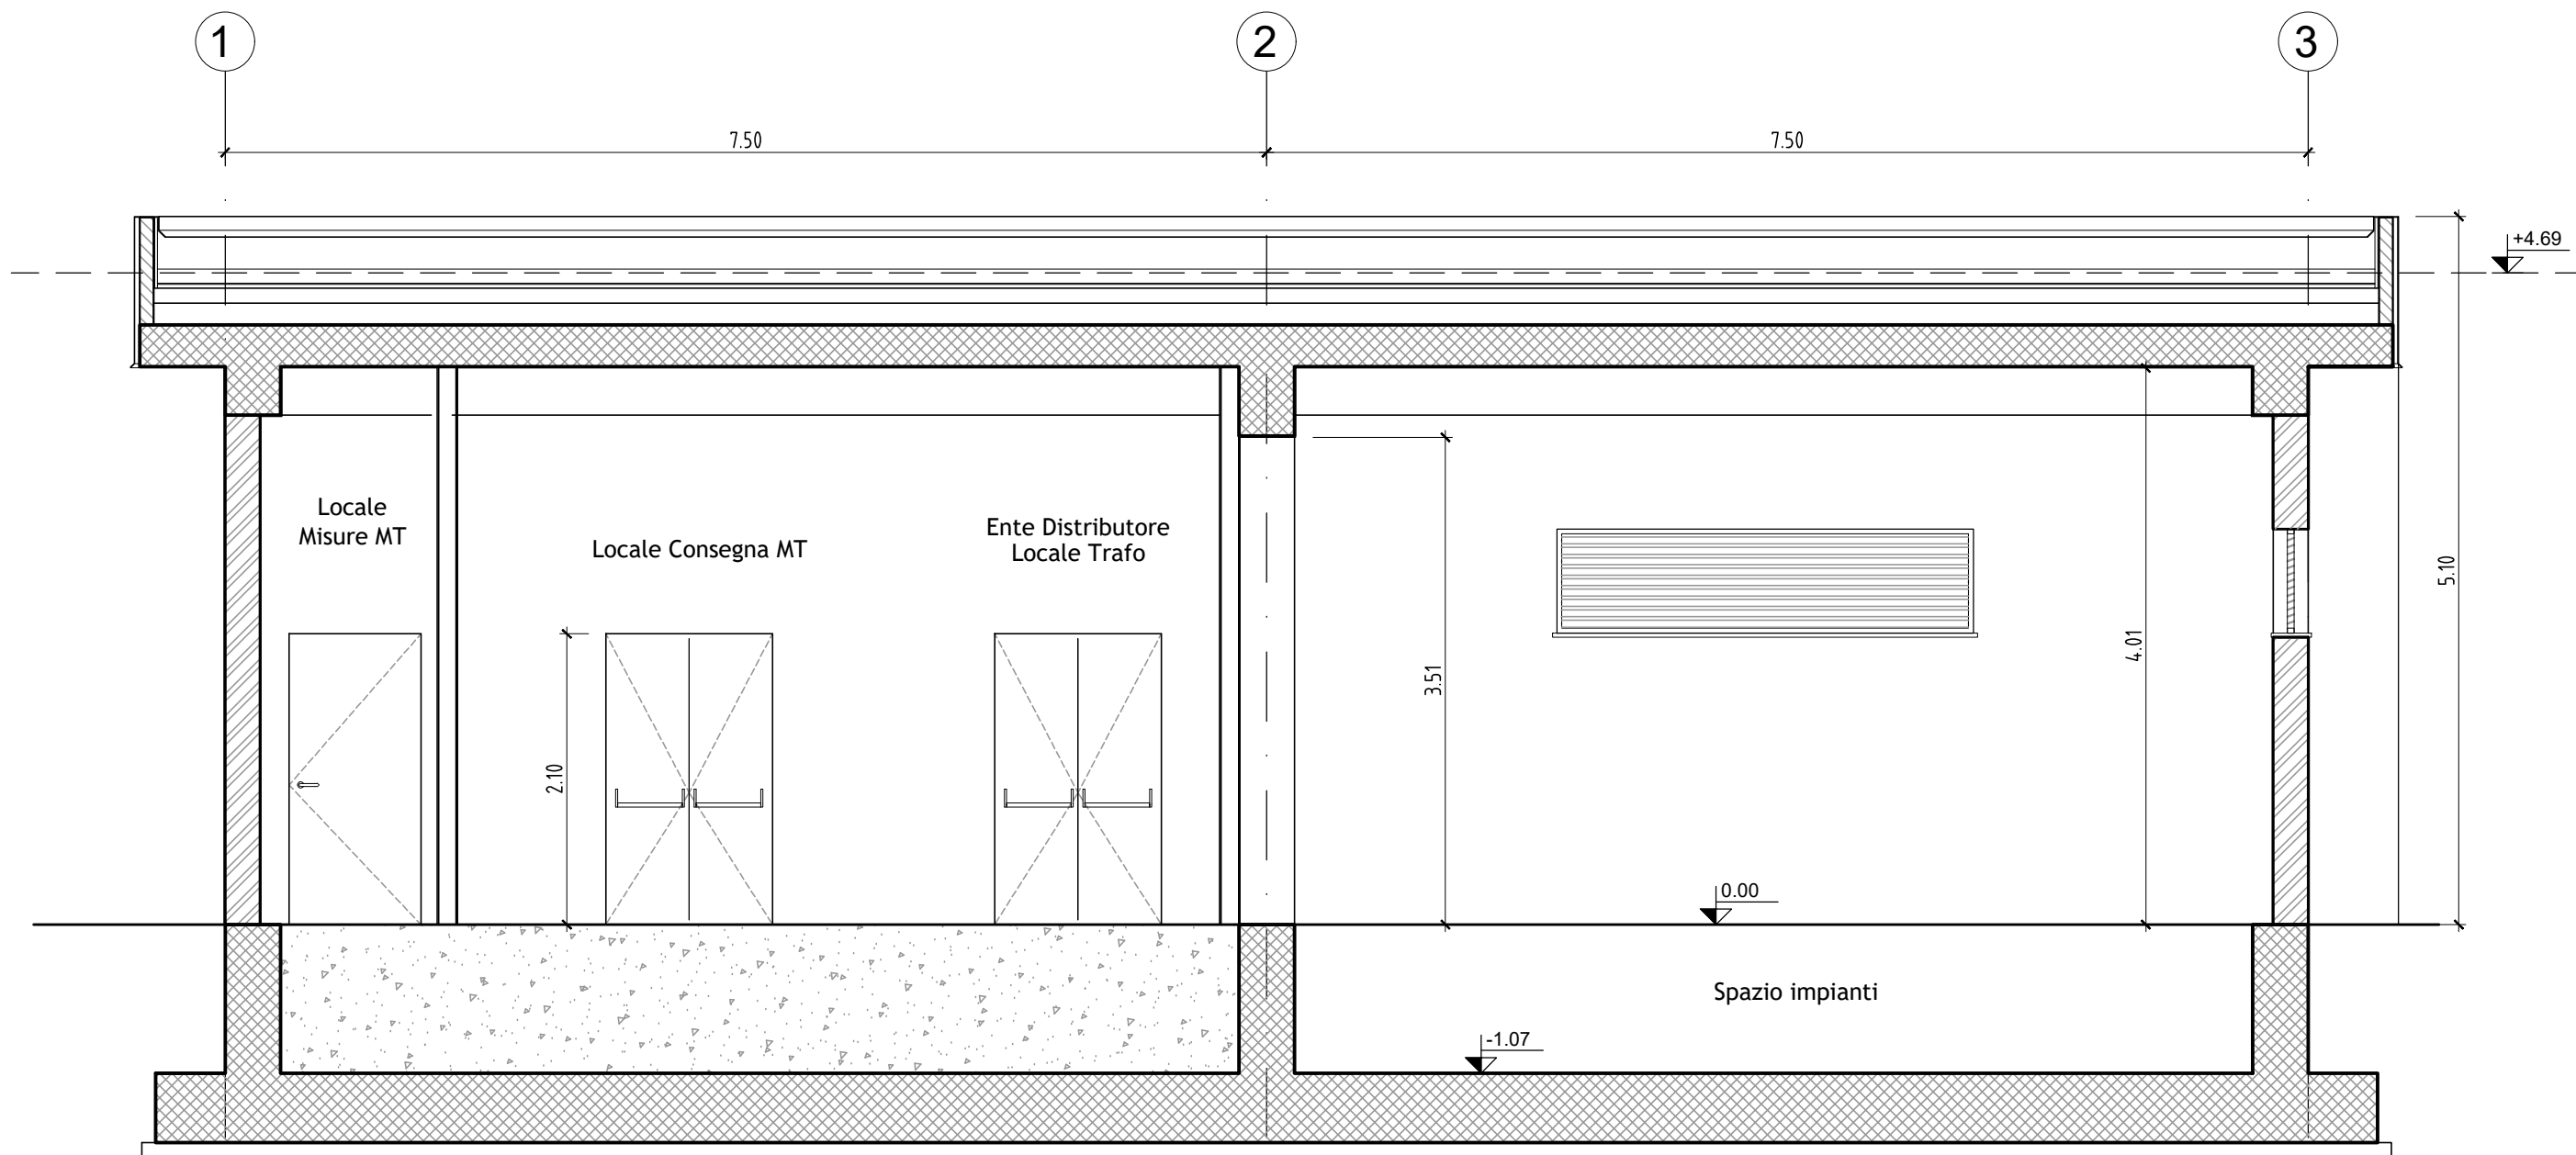 1
2
3
7.50
7.50
+4.69
Locale
Misure MT
Locale Consegna MT
Ente Distributore
Locale Trafo
2.10
3.51
4.01
5.10
0.00
Spazio impianti
-1.07